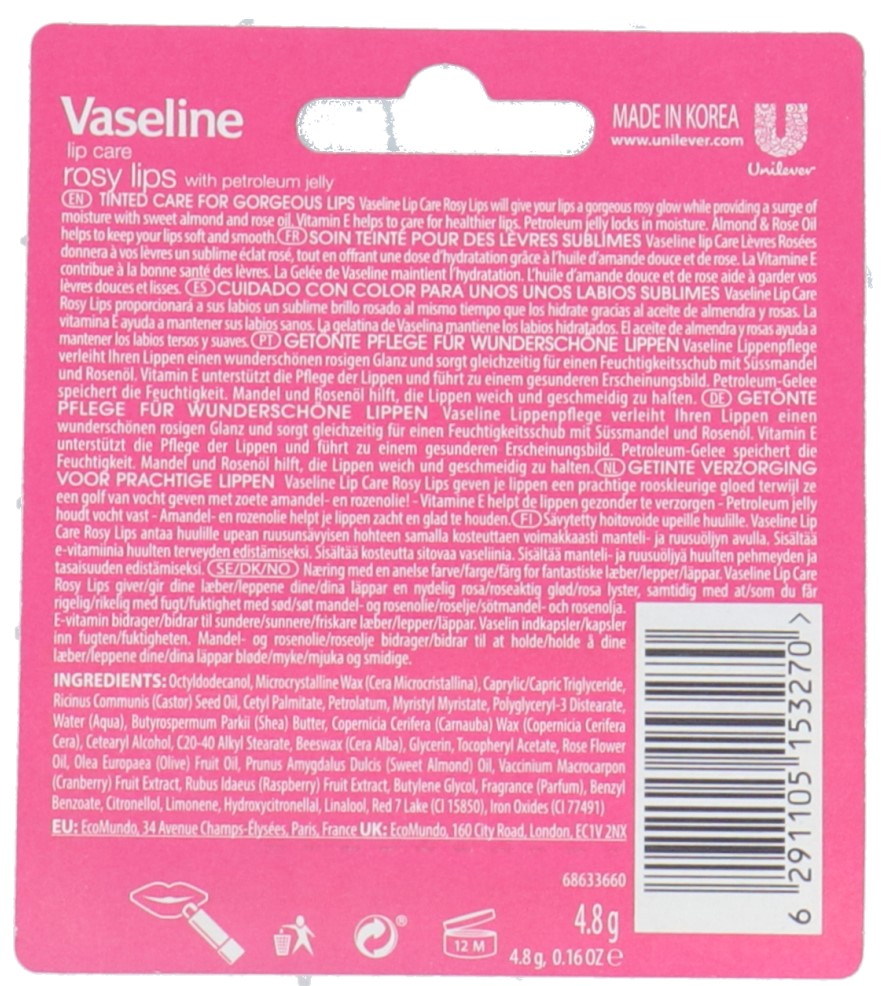 Vaseline
lip care
rosy lips with petroleum jelly
MADE IN KOREA
www.unilever.com
Unilever
EN TINTED CARE FOR GORGEOUS LIPS Vaseline Lip Care Rosy Lips will give your lips a gorgeous rosy glow while providing a surge of
moisture with sweet almond and rose oil. Vitamin E helps to care for healthier lips. Petroleum jelly locks in moisture. Almond & Rose Oil
helps to keep your lips soft and smooth. FR SOIN TEINTÉ POUR DES LÈVRES SUBLIMES Vaseline lip Care Lèvres Rosées
donnera à vos lèvres un sublime éclat rosé, tout en offrant une dose d'hydratation grâce à l'huile d'amande douce et de rose. La Vitamine E
contribue à la bonne santé des lèvres. La Gelée de Vaseline maintient l'hydratation. L'huile d'amande douce et de rose aide à garder vos
lèvres douces et lisses. ES CUIDADO CON COLOR PARA UNOS UNOS LABIOS SUBLIMES Vaseline Lip Care
Rosy Lips proporcionará a sus labios un sublime brillo rosado al mismo tiempo que los hidrate gracias al aceite de almendra y rosas. La
vitamina E ayuda a mantener sus labios sanos. La gelatina de Vaselina mantiene los labios hidratados. El aceite de almendra y rosas ayuda a
mantener los labios tersos y suaves. PT GETÖNTE PFLEGE FÜR WUNDERSCHÖNE LIPPEN Vaseline Lippenpflege
verleiht Ihren Lippen einen wunderschönen rosigen Glanz und sorgt gleichzeitig für einen Feuchtigkeitsschub mit Süssmandel
und Rosenöl. Vitamin E unterstützt die Pflege der Lippen und führt zu einem gesunderen Erscheinungsbild. Petroleum-Gelee
speichert die Feuchtigkeit. Mandel und Rosenöl hilft, die Lippen weich und geschmeidig zu halten. DE GETÖNTE
PFLEGE FÜR WUNDERSCHÖNE LIPPEN Vaseline Lippenpflege verleiht Ihren Lippen einen
wunderschönen rosigen Glanz und sorgt gleichzeitig für einen Feuchtigkeitsschub mit Süssmandel und Rosenöl. Vitamin E
unterstützt die Pflege der Lippen und führt zu einem gesunderen Erscheinungsbild. Petroleum-Gelee speichert die
Feuchtigkeit. Mandel und Rosenöl hilft, die Lippen weich und geschmeidig zu halten. NL GETINTE VERZORGING
VOOR PRACHTIGE LIPPEN Vaseline Lip Care Rosy Lips geven je lippen een prachtige rooskleurige gloed terwijl ze
een golf van vocht geven met zoete amandel- en rozenolie! - Vitamine E helpt de lippen gezonder te verzorgen - Petroleum jelly
houdt vocht vast - Amandel- en rozenolie helpt je lippen zacht en glad te houden. FI Sävytetty hoitovoide upeille huulille. Vaseline Lip
Care Rosy Lips antaa huulille upean ruusunsävyisen hohteen samalla kosteuttaen voimakkaasti manteli- ja ruusuöljyn avulla. Sisältää
e-vitamiinia huulten terveyden edistämiseksi. Sisältää kosteutta sitovaa vaseliinia. Sisältää manteli- ja ruusuöljyä huulten pehmeyden ja
tasaisuuden edistämiseksi. SE/DK/NO Næring med en anelse farve/farge/färg for fantastiske læber/lepper/läppar. Vaseline Lip Care
Rosy Lips giver/gir dine læber/leppene dine/dina läppar en nydelig rosa/roseaktig glød/rosa lyster, samtidig med at/som du får
rigelig/rikelig med fugt/fuktighet med sød/søt mandel- og rosenolie/roselje/sötmandel- och rosenolja.
E-vitamin bidrager/bidrar til sundere/sunnere/friskare læber/lepper/läppar. Vaselin indkapsler/kapsler
inn fugten/fuktigheten. Mandel- og rosenolie/roseolje bidrager/bidrar til at holde/holde å dine
læber/leppene dine/dina läppar bløde/myke/mjuka og smidige.
INGREDIENTS: Octyldodecanol, Microcrystalline Wax (Cera Microcristallina), Caprylic/Capric Triglyceride,
Ricinus Communis (Castor) Seed Oil, Cetyl Palmitate, Petrolatum, Myristyl Myristate, Polyglyceryl-3 Distearate,
Water (Aqua), Butyrospermum Parkii (Shea) Butter, Copernicia Cerifera (Carnauba) Wax (Copernicia Cerifera
Cera), Cetearyl Alcohol, C20-40 Alkyl Stearate, Beeswax (Cera Alba), Glycerin, Tocopheryl Acetate, Rose Flower
Oil, Olea Europaea (Olive) Fruit Oil, Prunus Amygdalus Dulcis (Sweet Almond) Oil, Vaccinium Macrocarpon
(Cranberry) Fruit Extract, Rubus Idaeus (Raspberry) Fruit Extract, Butylene Glycol, Fragrance (Parfum), Benzyl
Benzoate, Citronellol, Limonene, Hydroxycitronellal, Linalool, Red 7 Lake (CI 15850), Iron Oxides (CI 77491)
EU: EcoMundo, 34 Avenue Champs-Élysées, Paris, France UK: EcoMundo, 160 City Road, London, EC1V 2NX
6 291105 153270 >
68633660
12 M
4.8 g
4.8 g, 0.16 OZ e